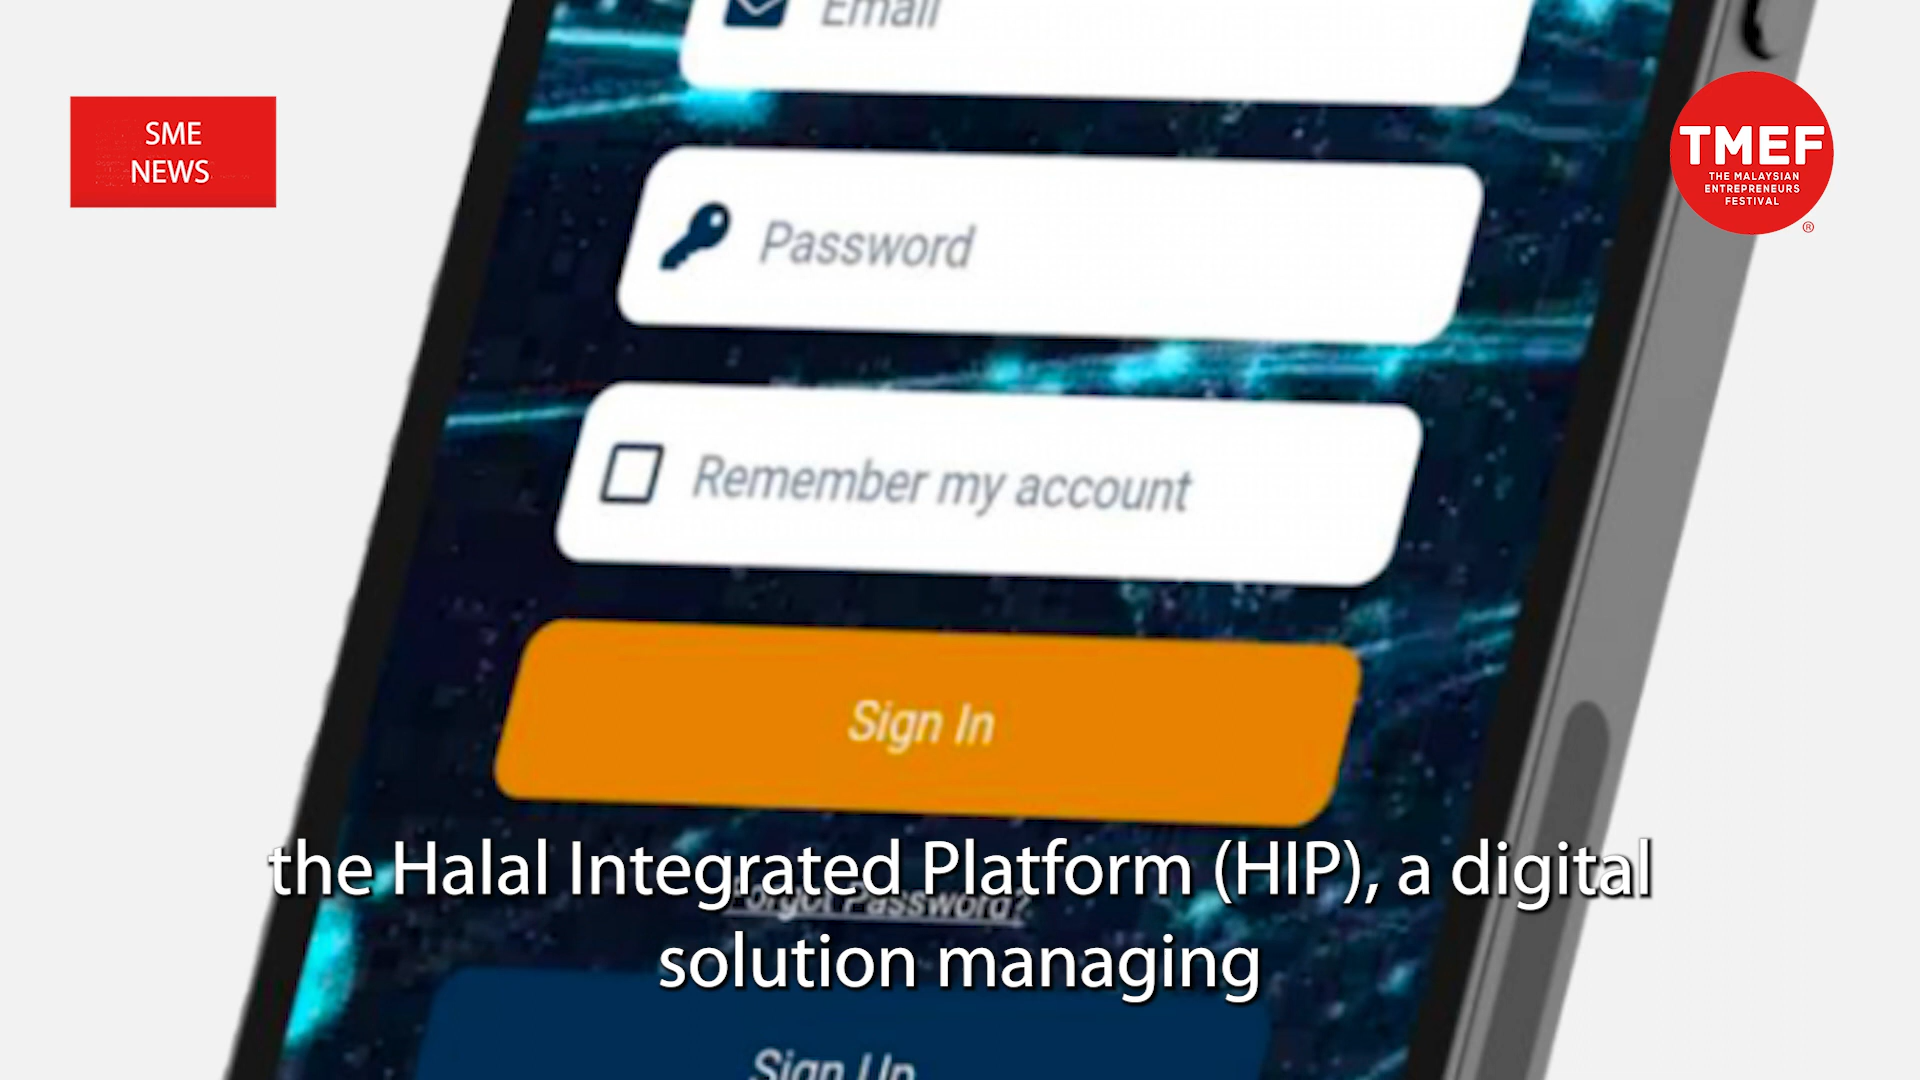 Email
SME
NEWS
TMEF
THE MALAYSIAN
ENTREPRENEURS
FESTIVAL
®
Password
Remember my account
Sign In
the Halal Integrated Platform (HIP), a digital
Forgot Password?
solution managing
Sign Up